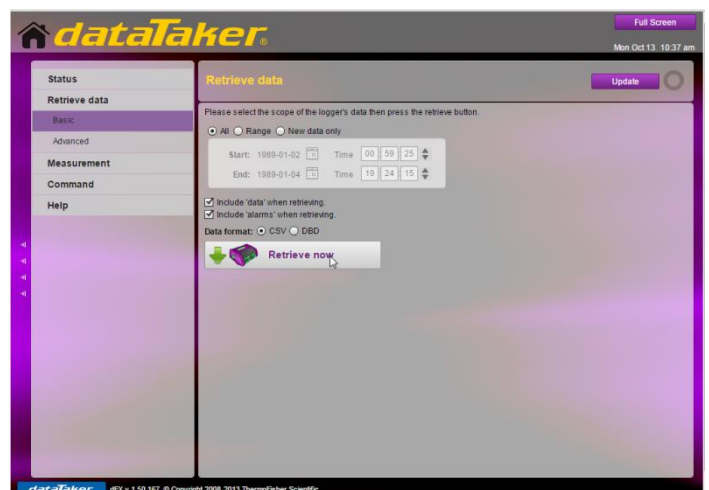 dataTaker®
Full Screen
Mon Oct 13 10:37 am
Status
Retrieve data
Basic
Advanced
Measurement
Command
Help
Retrieve data
Update
Please select the scope of the logger's data then press the retrieve button.
All Range New data only
Start: 1989-01-02 Time 00 59 25
End: 1989-01-04 Time 19 24 15
Include 'data' when retrieving.
Include 'alarms' when retrieving.
Data format: CSV DBD
Retrieve now
dataTaker dEX v 1.50.167 © Copyright 2008-2013 ThermoFisher Scientific